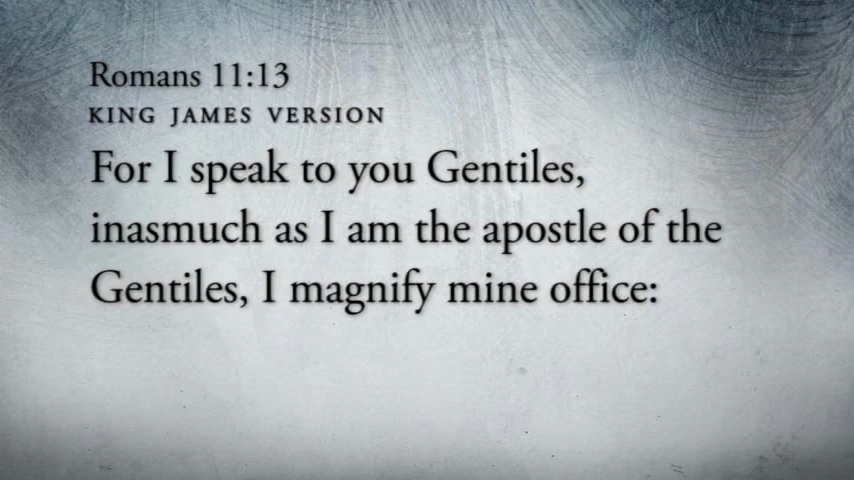 Romans 11:13
KING JAMES VERSION
For I speak to you Gentiles,
inasmuch as I am the apostle of the
Gentiles, I magnify mine office: